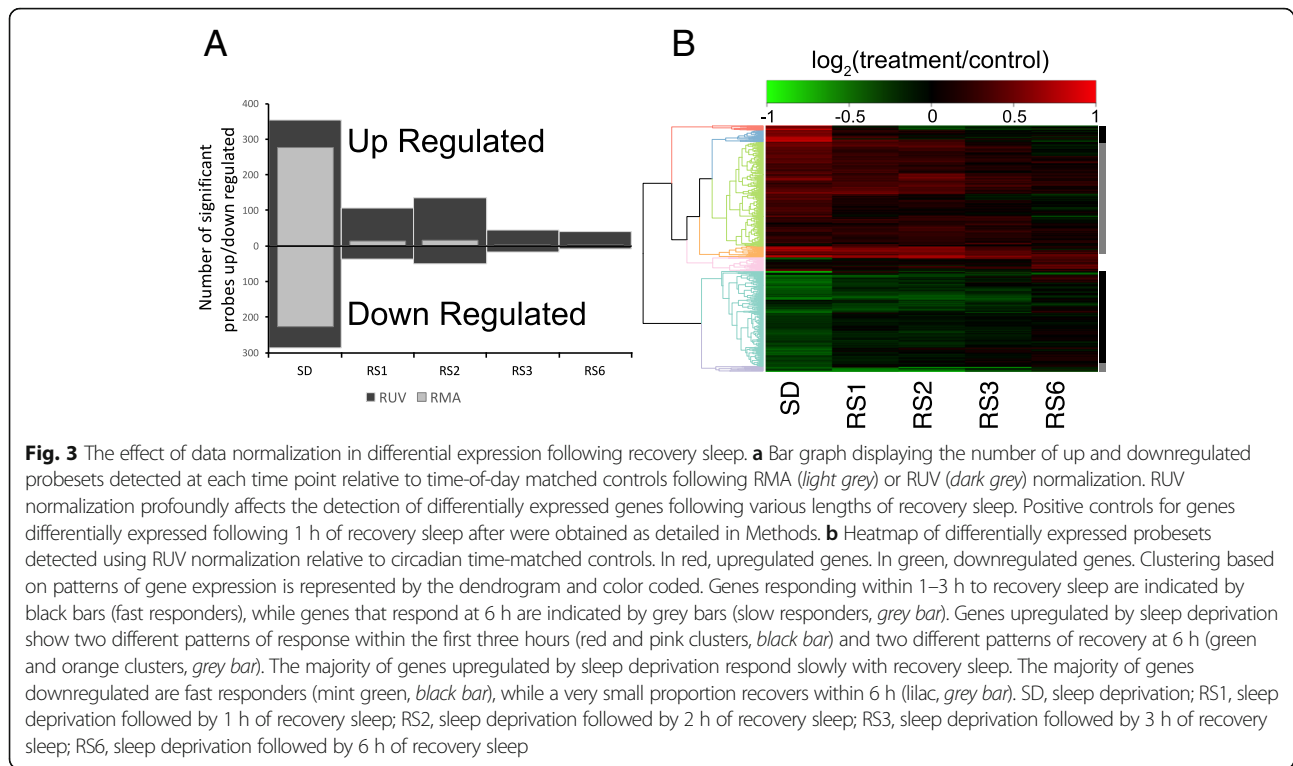 A
B
log2(treatment/control)
-1 -0.5 0 0.5 1
Number of significant
probes up/down regulated
400
300
200
100
0
100
200
300
Up Regulated
Down Regulated
SD RS1 RS2 RS3 RS6
RUV RMA
SD RS1 RS2 RS3 RS6
Fig. 3 The effect of data normalization in differential expression following recovery sleep. a Bar graph displaying the number of up and downregulated
probesets detected at each time point relative to time-of-day matched controls following RMA (light grey) or RUV (dark grey) normalization. RUV
normalization profoundly affects the detection of differentially expressed genes following various lengths of recovery sleep. Positive controls for genes
differentially expressed following 1 h of recovery sleep after were obtained as detailed in Methods. b Heatmap of differentially expressed probesets
detected using RUV normalization relative to circadian time-matched controls. In red, upregulated genes. In green, downregulated genes. Clustering based
on patterns of gene expression is represented by the dendrogram and color coded. Genes responding within 1–3 h to recovery sleep are indicated by
black bars (fast responders), while genes that respond at 6 h are indicated by grey bars (slow responders, grey bar). Genes upregulated by sleep deprivation
show two different patterns of response within the first three hours (red and pink clusters, black bar) and two different patterns of recovery at 6 h (green
and orange clusters, grey bar). The majority of genes upregulated by sleep deprivation respond slowly with recovery sleep. The majority of genes
downregulated are fast responders (mint green, black bar), while a very small proportion recovers within 6 h (lilac, grey bar). SD, sleep deprivation; RS1, sleep
deprivation followed by 1 h of recovery sleep; RS2, sleep deprivation followed by 2 h of recovery sleep; RS3, sleep deprivation followed by 3 h of recovery
sleep; RS6, sleep deprivation followed by 6 h of recovery sleep